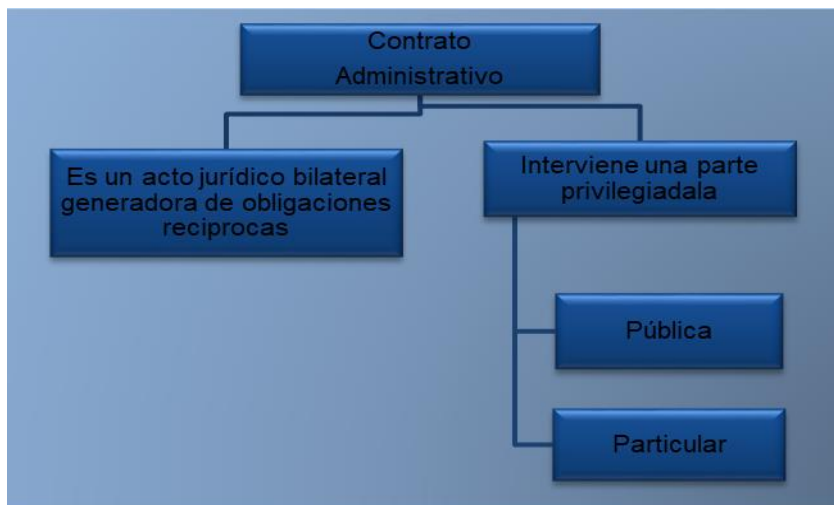 Contrato
Administrativo
Es un acto jurídico bilateral
generadora de obligaciones
reciprocas
Interviene una parte
privilegiadala
Pública
Particular